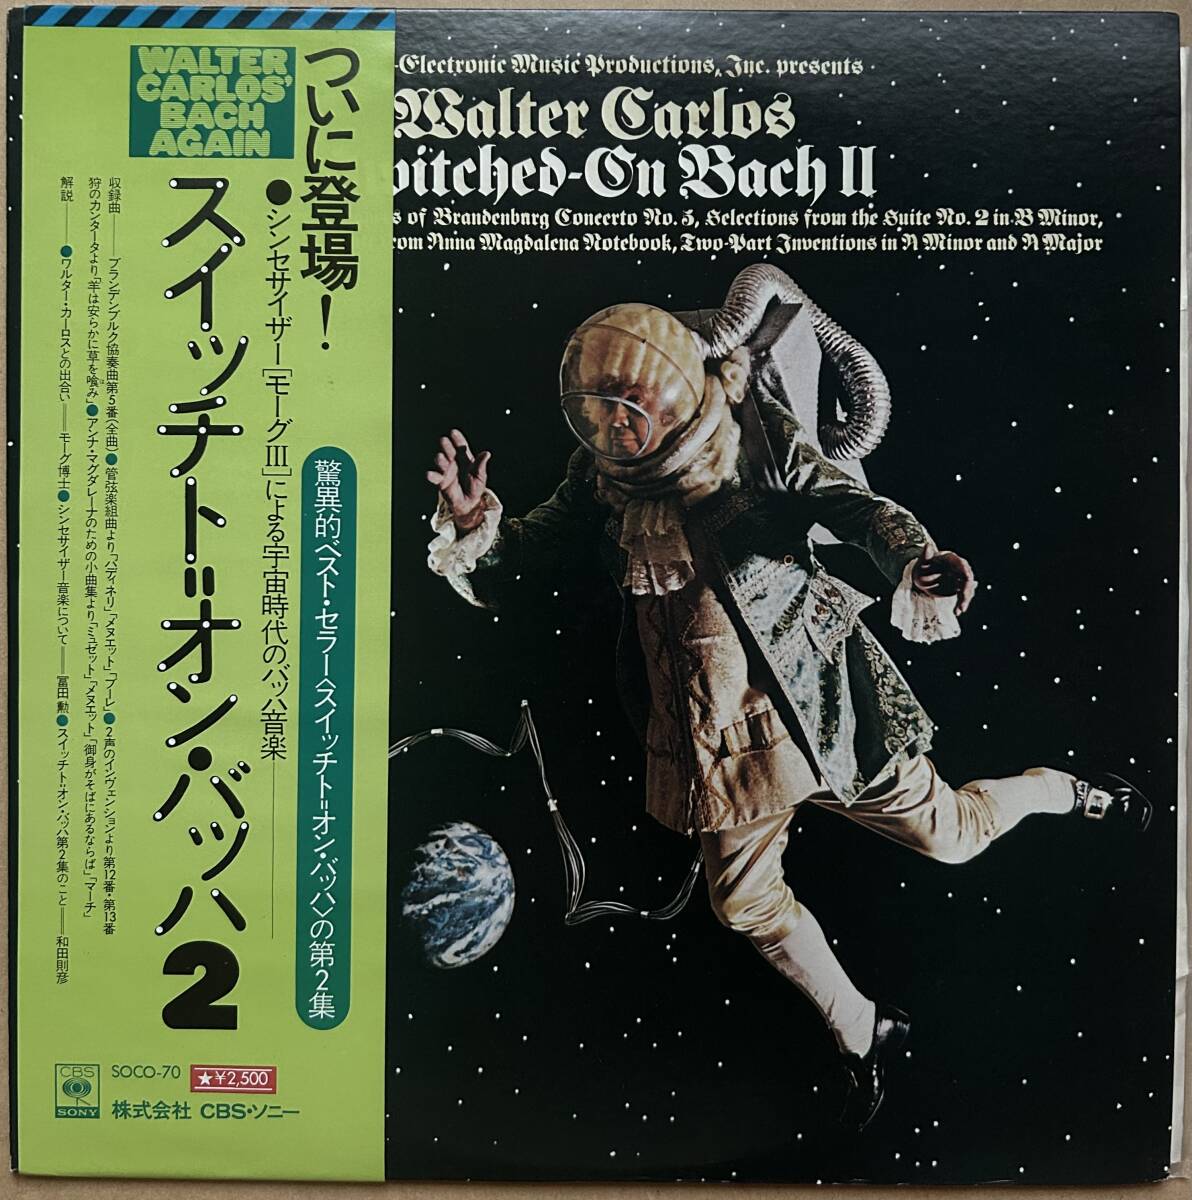 WALTER
CARLOS'
BACH
AGAIN
ついに登場!
●シンセサイザー[モーグⅢ]による宇宙時代のバッハ音楽
驚異的ベスト・セラー〈スイッチト=オン・バッハ〉の第2集
スイッチト=オン・バッハ2
収録曲——ブランデンブルク協奏曲第5番(全曲)●管弦楽組曲より「バディネリ」「メヌエット」「ブーレ」●2声のインヴェンションより第12番・第13番
狩のカンタータより「羊は安らかに草を喰み」●アンナ・マグダレーナのための小曲集より「ミュゼット」「メヌエット」「御身がそばにあるならば」「マーチ」
解説——●ワルター・カーロスとの出合い——モーグ博士●シンセサイザー音楽について——冨田勲●スイッチト=オン・バッハ第2集のこと——和田則彦
CBS
SONY
SOCO-70
★¥2,500
株式会社 CBS・ソニー
-Electronic Music Productions, Inc. presents
Walter Carlos
itched-On Bach II
s of Brandenburg Concerto No. 5, Selections from the Suite No. 2 in B Minor,
rom Anna Magdalena Notebook, Two-Part Inventions in A Minor and A Major